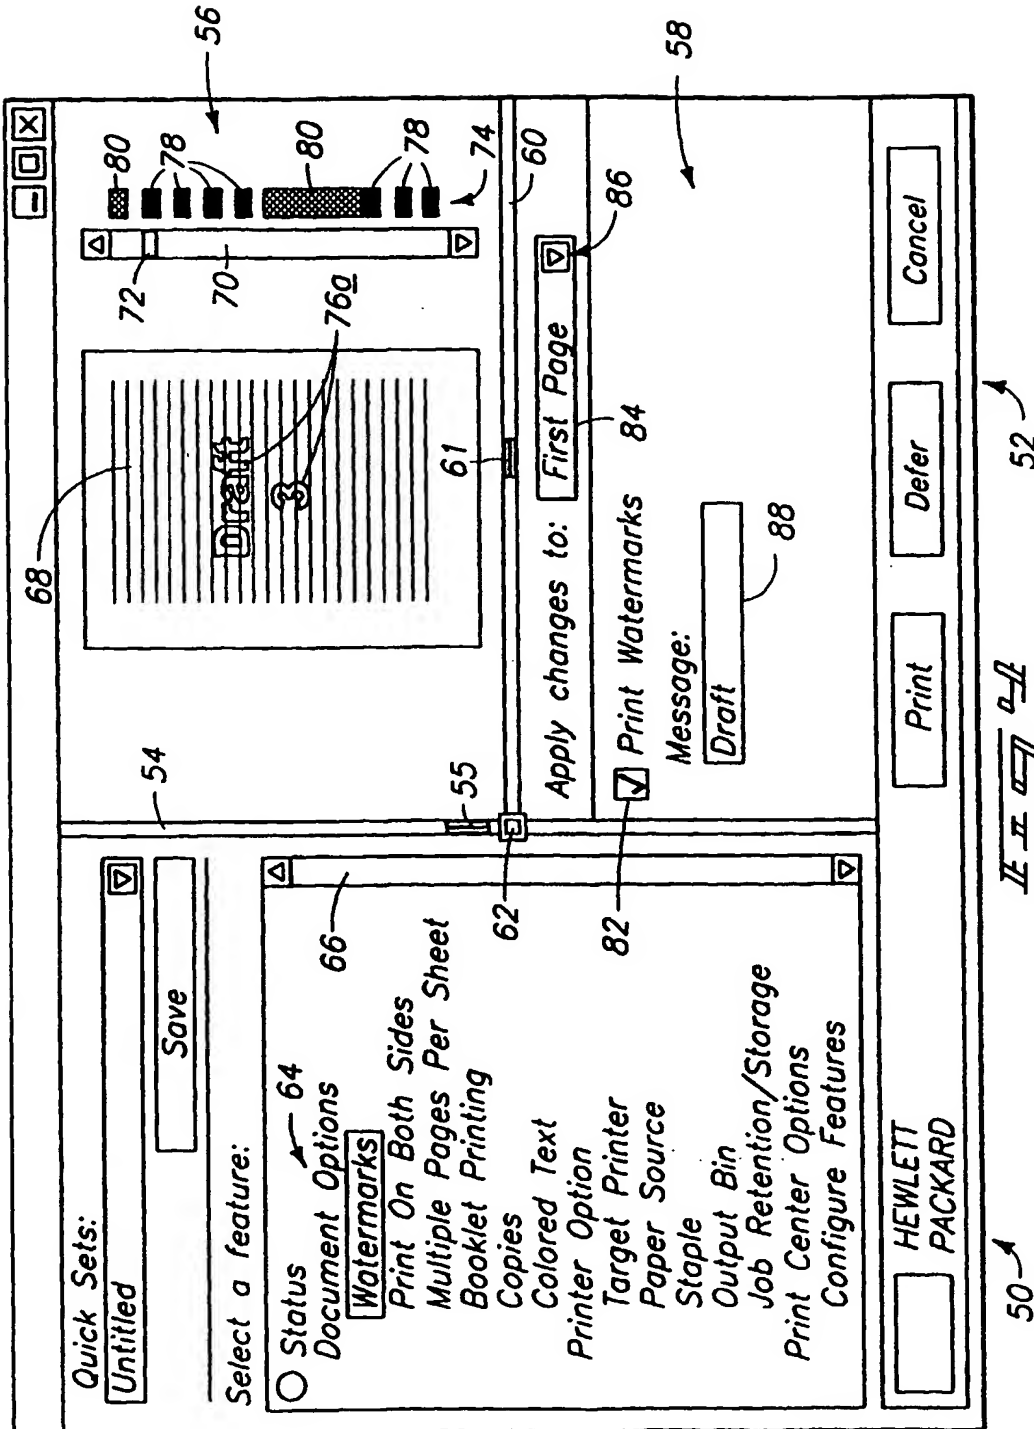 Quick Sets:
Untitled
Save
Select a feature:
Status
64
Document Options
Watermarks
Print On Both Sides
Multiple Pages Per Sheet
Booklet Printing
Copies
Colored Text
Printer Option
Target Printer
Paper Source
Staple
Output Bin
Job Retention/Storage
Print Center Options
Configure Features
66
54
55
62
68
Draft
3
76a
72
70
80
78
80
78
74
56
61
60
Apply changes to:
First Page
86
84
58
82
Print Watermarks
Message:
Draft
88
HEWLETT
PACKARD
Print
Defer
Cancel
50
52